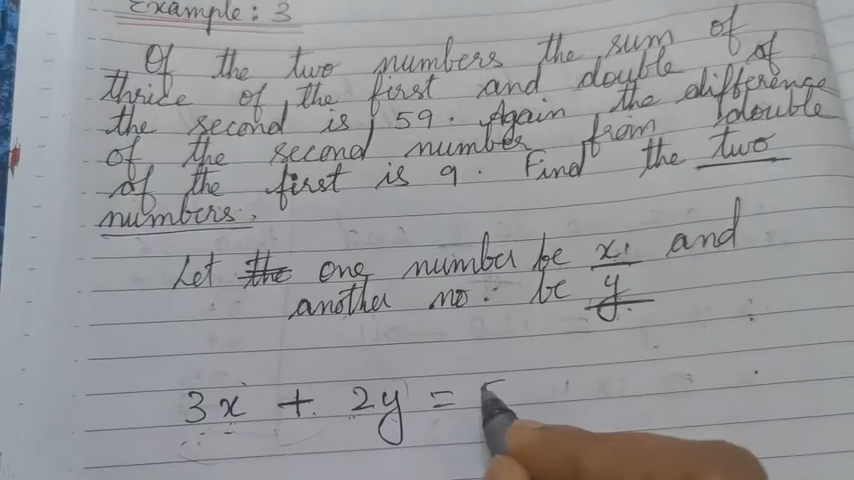 Example: 3
Of the two numbers the sum of
thrice of the first and double of
the second is 59. Again the difference
of the second number from double
of the first is 9. Find the two
numbers.
Let the one number be x, and
another no. be y
3x + 2y = 5